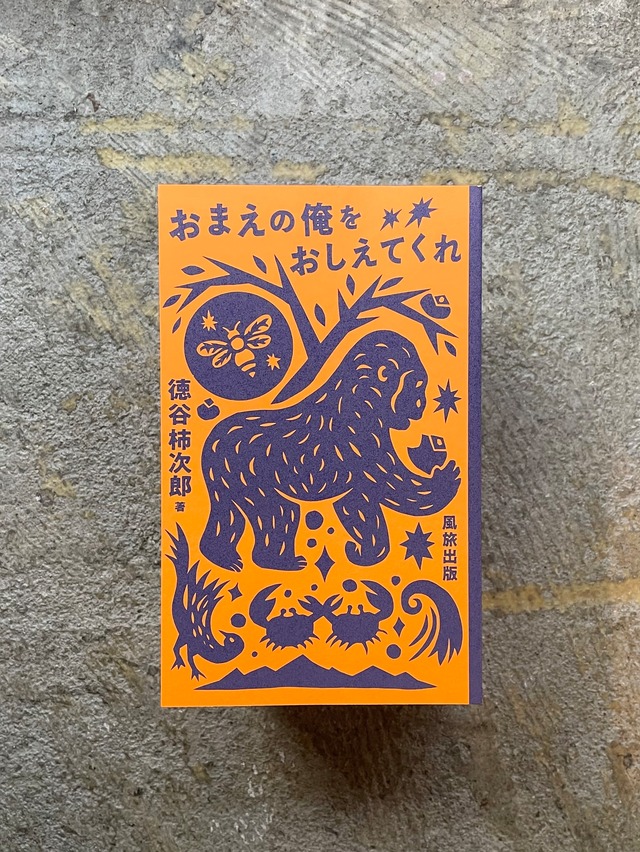 おまえの俺を
おしえてくれ
徳谷柿次郎 著
風旅出版